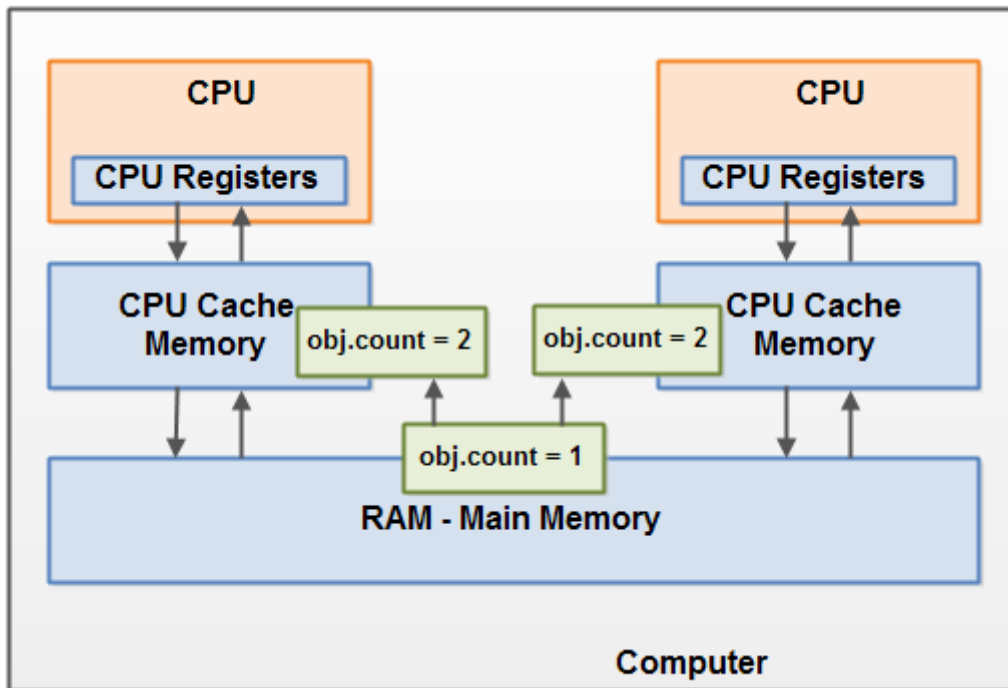 CPU
CPU
CPU Registers
CPU Registers
CPU Cache
Memory
CPU Cache
Memory
obj.count = 2
obj.count = 2
obj.count = 1
RAM - Main Memory
Computer